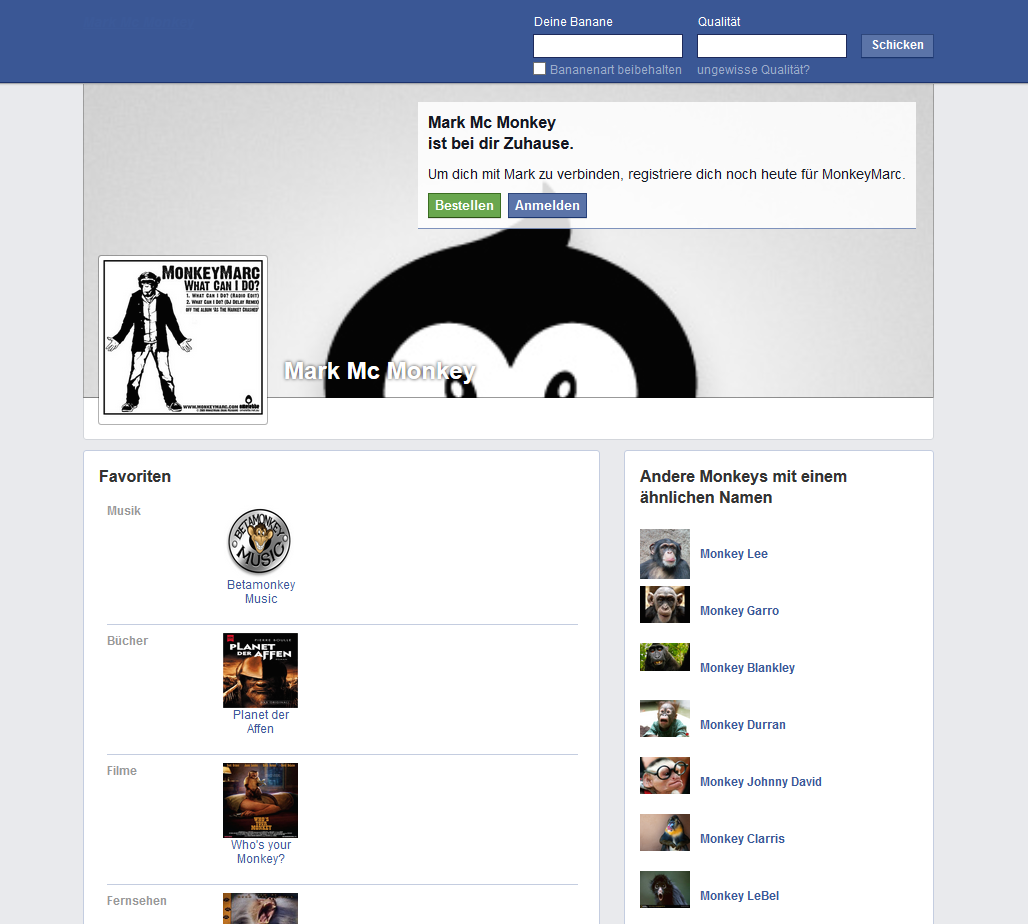 Deine Banane
Qualität
Schicken
Bananenart beibehalten
ungewisse Qualität?
Mark Mc Monkey
ist bei dir Zuhause.
Um dich mit Mark zu verbinden, registriere dich noch heute für MonkeyMarc.
Bestellen
Anmelden
MONKEYMARC
WHAT CAN I DO?
1. WHAT CAN I DO? (RADIO EDIT)
2. WHAT CAN I DO? (DJ DELAY REMIX)
OFF THE ALBUM 'AS THE MARKET CRASHED'
WWW.MONKEYMARC.COM
Mark Mc Monkey
Favoriten
Musik
BETAMONKEY
MUSIC
Betamonkey
Music
Bücher
PIERRE BOULLE
PLANET
DER AFFEN
Planet der
Affen
Filme
WHO'S
YOUR
MONKEY
Who's your
Monkey?
Fernsehen
Andere Monkeys mit einem
ähnlichen Namen
Monkey Lee
Monkey Garro
Monkey Blankley
Monkey Durran
Monkey Johnny David
Monkey Clarris
Monkey LeBel